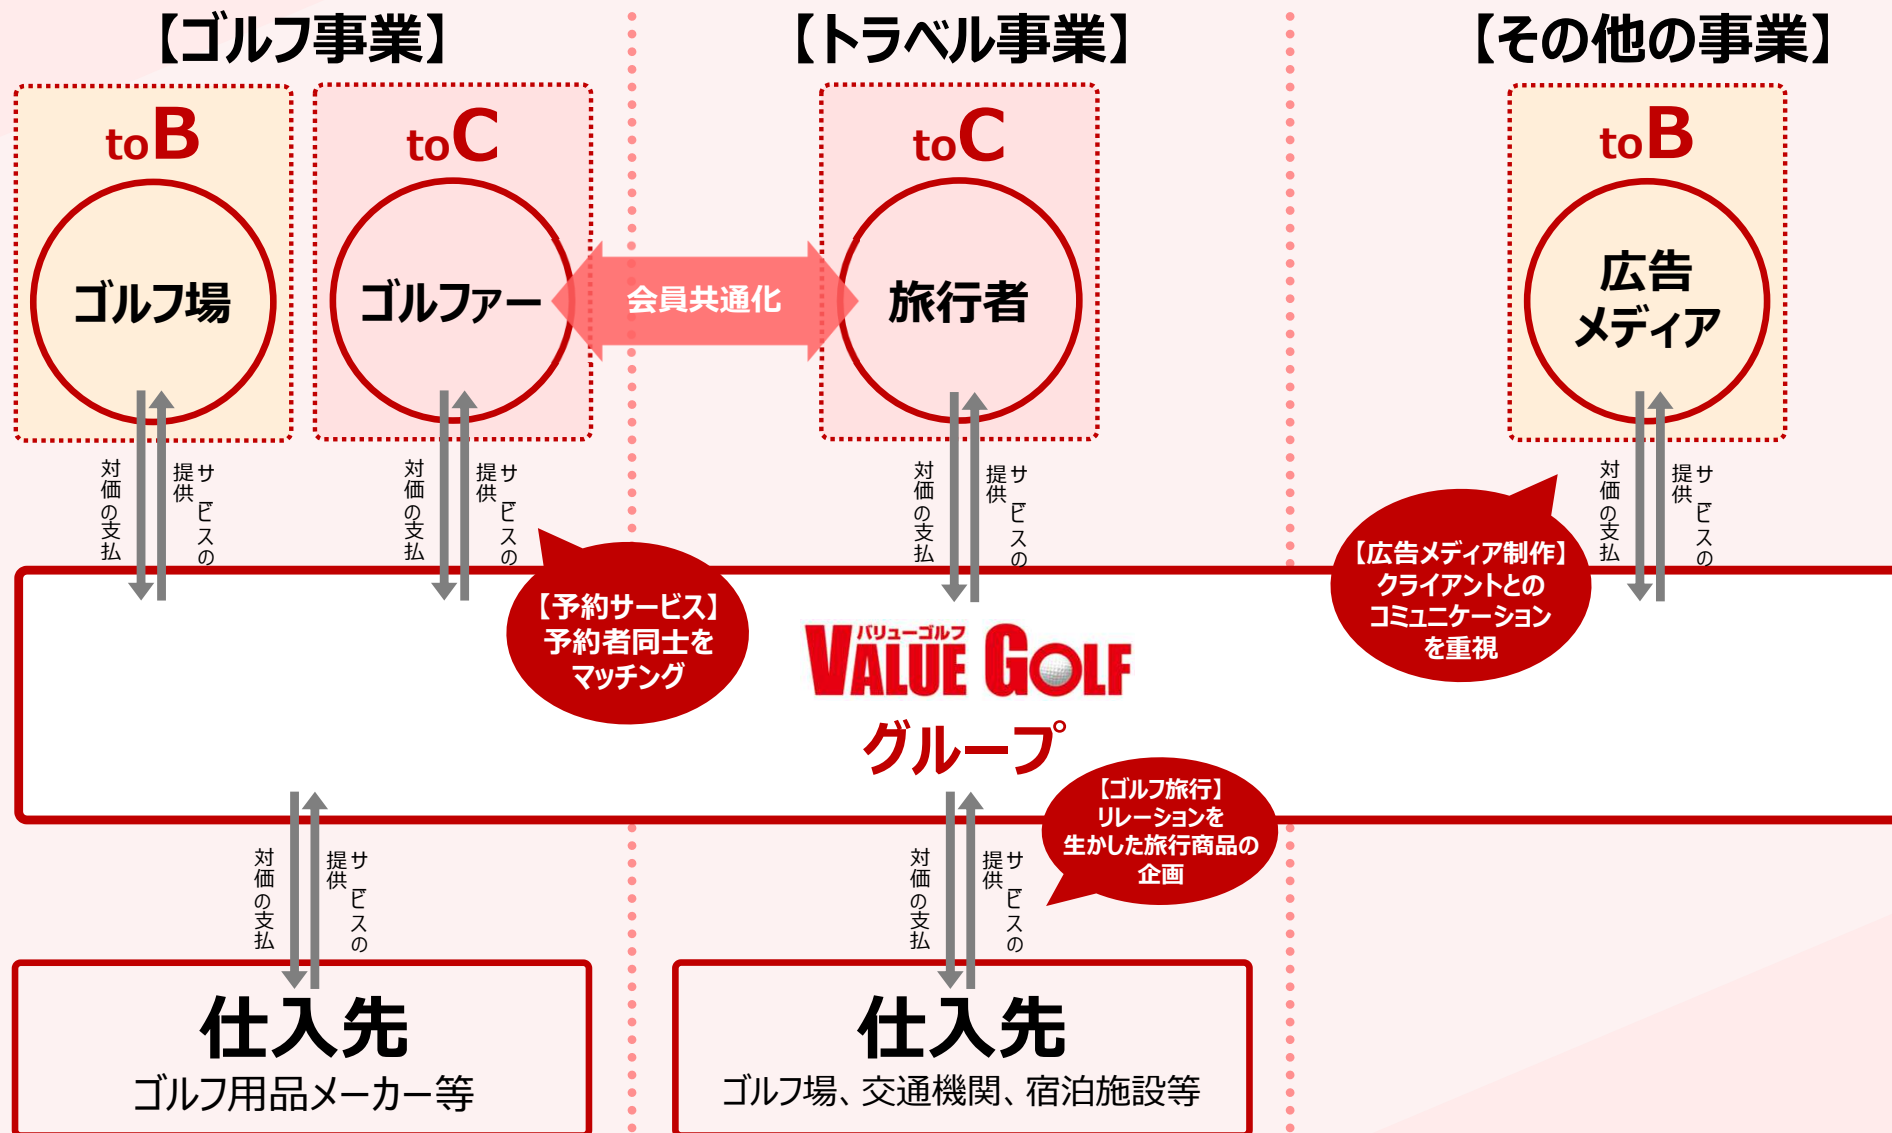 【ゴルフ事業】
【トラベル事業】
【その他の事業】
toB
toC
toC
toB
ゴルフ場
ゴルファー
会員共通化
旅行者
広告
メディア
対価の支払
サービスの
提供
対価の支払
サービスの
提供
対価の支払
サービスの
提供
対価の支払
サービスの
提供
【予約サービス】
予約者同士を
マッチング
【広告メディア制作】
クライアントとの
コミュニケーション
を重視
バリューゴルフ
VALUE GOLF
グループ
【ゴルフ旅行】
リレーションを
生かした旅行商品の
企画
対価の支払
サービスの
提供
対価の支払
サービスの
提供
仕入先
ゴルフ用品メーカー等
仕入先
ゴルフ場、交通機関、宿泊施設等